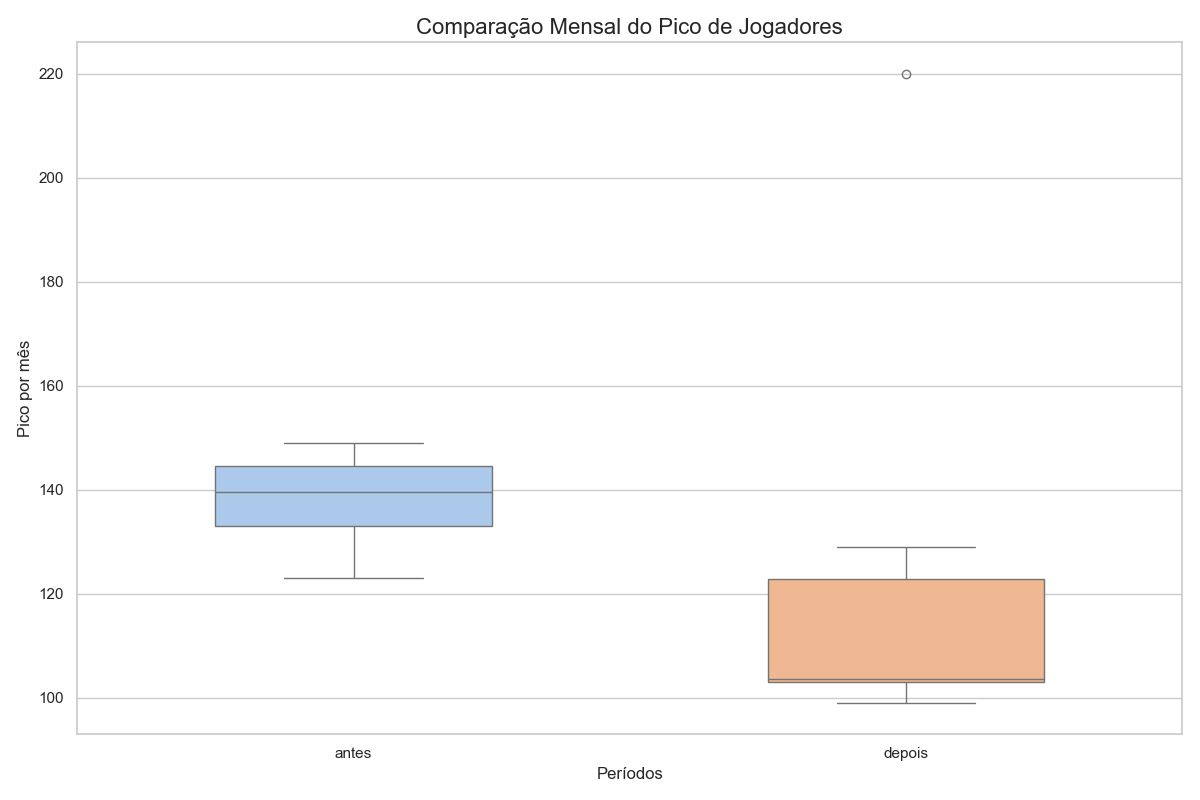 Comparação Mensal do Pico de Jogadores
220
200
180
160
140
120
100
Pico por mês
antes
depois
Períodos